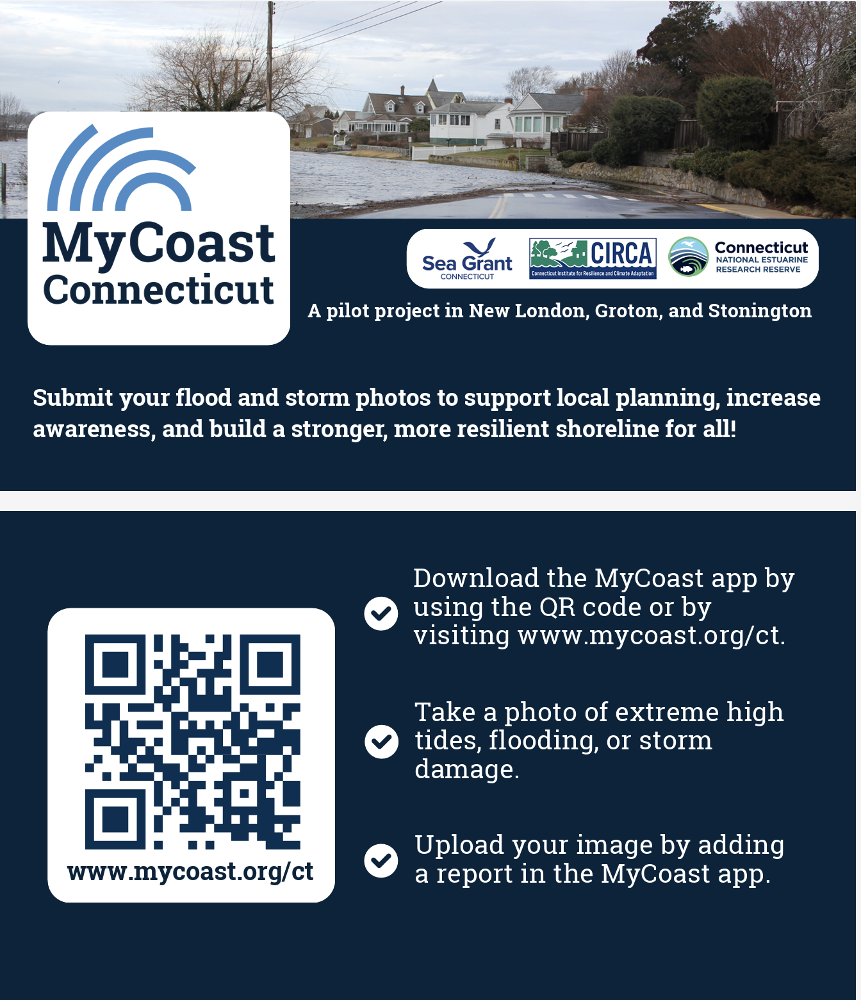 MyCoast
Connecticut
Sea Grant
CONNECTICUT
CIRCA
Connecticut Institute for Resilience and Climate Adaptation
Connecticut
NATIONAL ESTUARINE
RESEARCH RESERVE
A pilot project in New London, Groton, and Stonington
Submit your flood and storm photos to support local planning, increase
awareness, and build a stronger, more resilient shoreline for all!
www.mycoast.org/ct
Download the MyCoast app by
using the QR code or by
visiting www.mycoast.org/ct.
Take a photo of extreme high
tides, flooding, or storm
damage.
Upload your image by adding
a report in the MyCoast app.